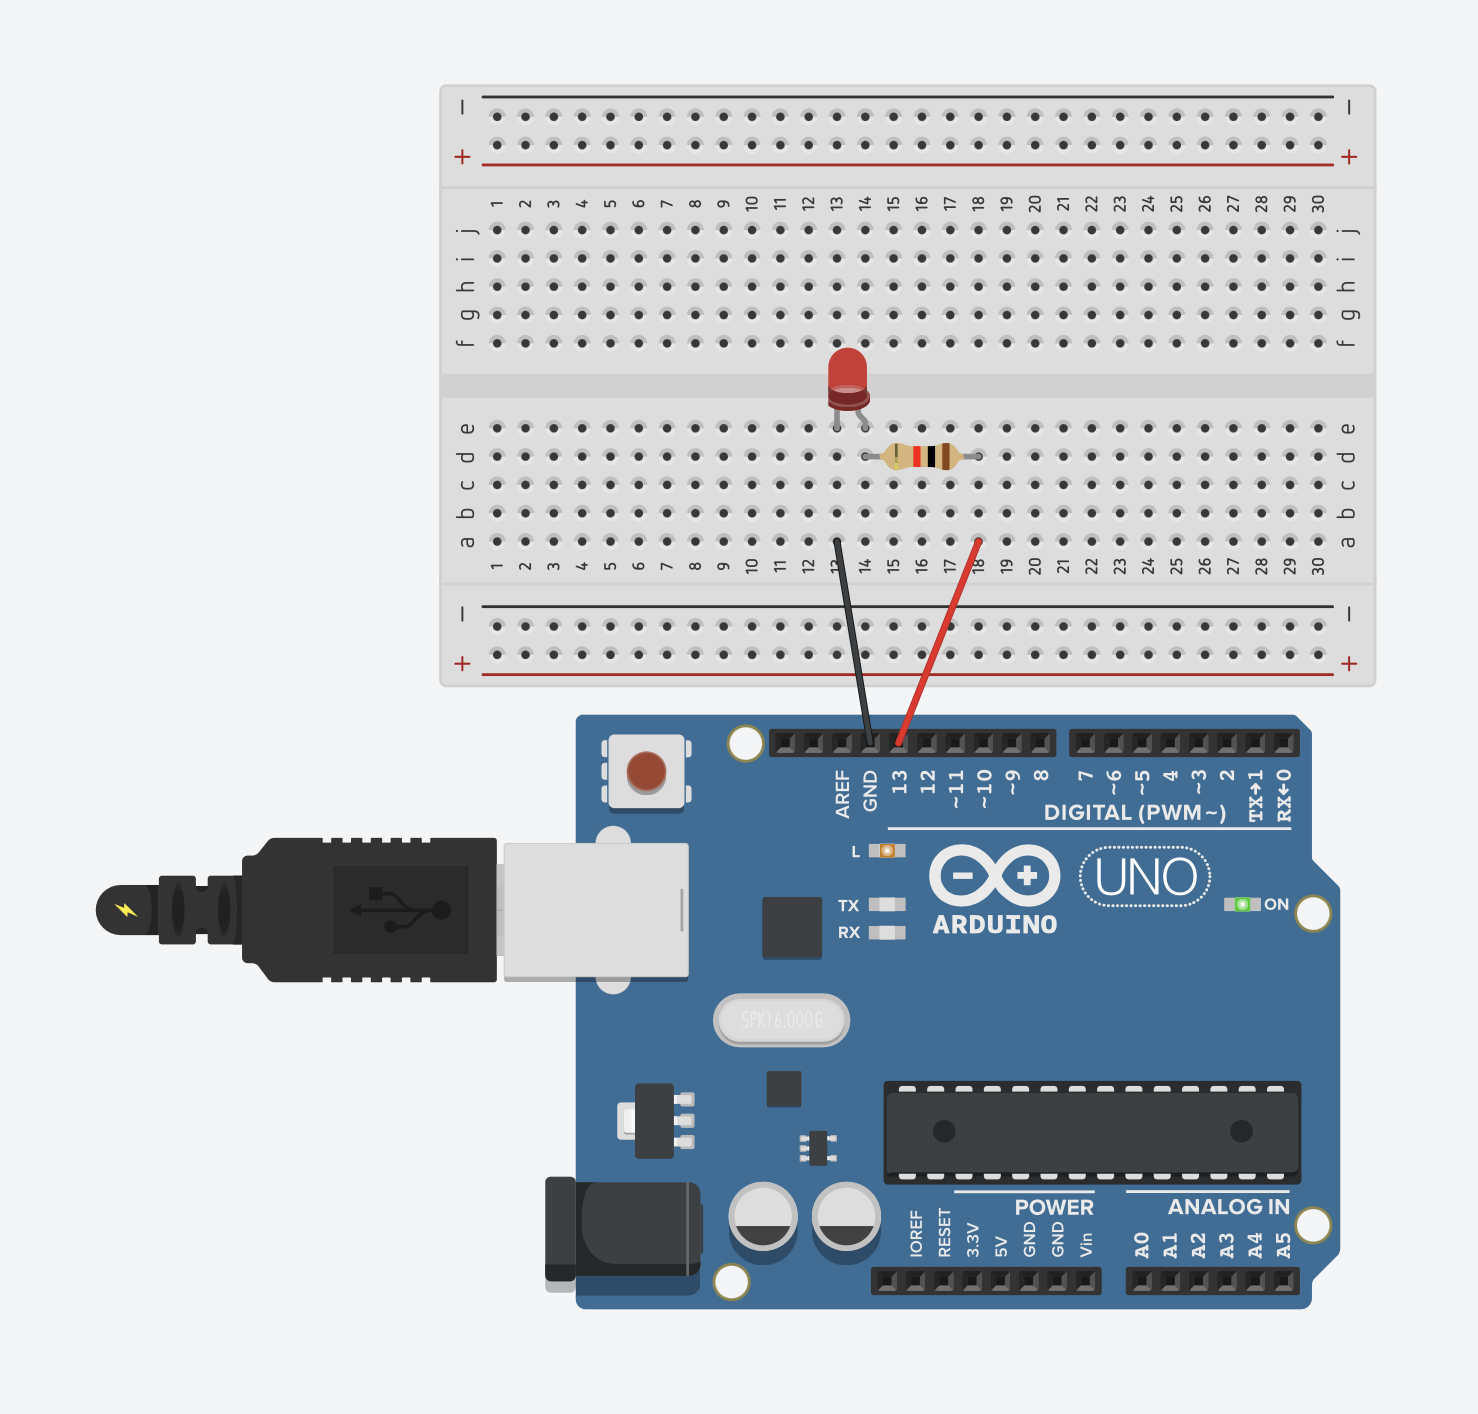 − −
+ +
1 2 3 4 5 6 7 8 9 10 11 12 13 14 15 16 17 18 19 20 21 22 23 24 25 26 27 28 29 30
j j
i i
h h
g g
f f
e e
d d
c c
b b
a a
1 2 3 4 5 6 7 8 9 10 11 12 13 14 15 16 17 18 19 20 21 22 23 24 25 26 27 28 29 30
− −
+ +
AREF GND 13 12 ~11 ~10 ~9 8 7 ~6 ~5 4 ~3 2 TX→1 RX←0
DIGITAL (PWM~)
L
UNO
TX
ON
RX
ARDUINO
SPK16.000G
POWER
ANALOG IN
IOREF RESET 3.3V 5V GND GND Vin A0 A1 A2 A3 A4 A5